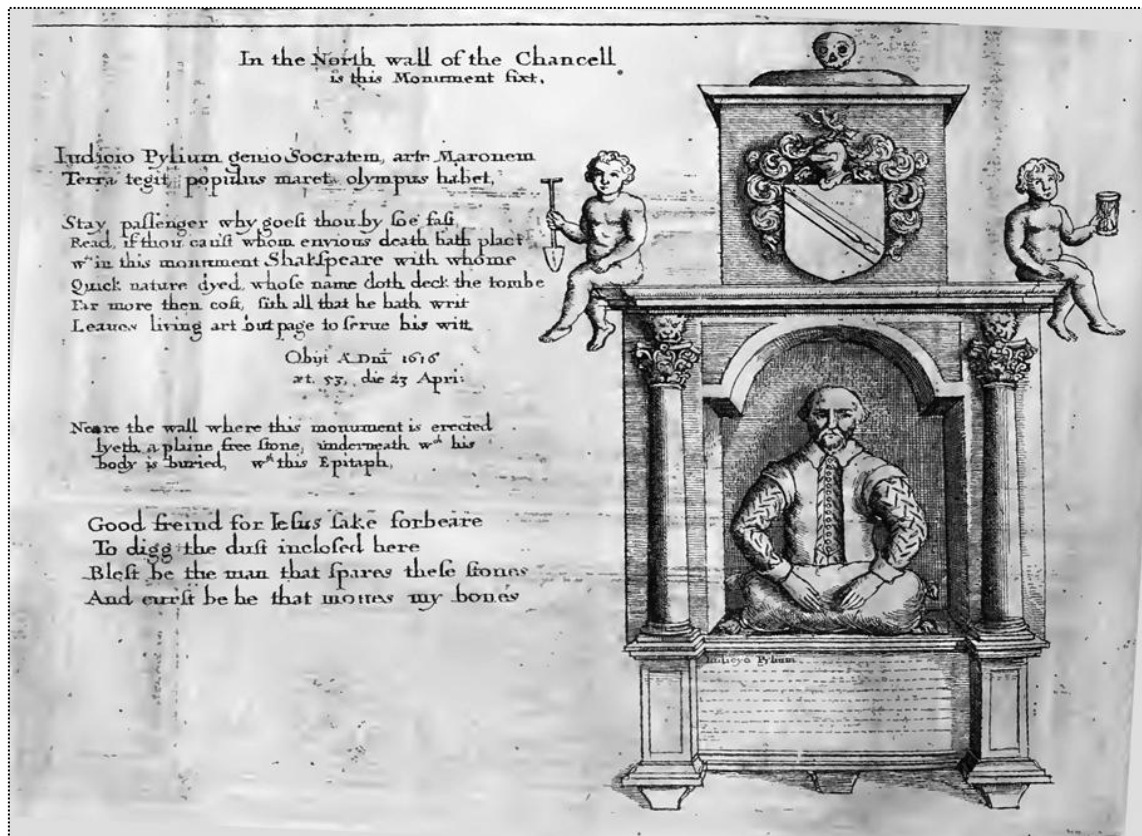 In the North wall of the Chancell
is this Monument fixt.
Iudicio Pylium genio Socratem, arte Maronem
Terra tegit populus mæret, olympus habet,
Stay passenger why goest thou by soe fast,
Read, if thou canst whom envious death hath plact
wth in this monument Shakspeare with whome
Quick nature dyed, whose name doth deck the tombe
Far more then cost, sith all that he hath writ
Leaves living art but page to serue his witt
Obijt A Dni 1616
æt. 53, die 23 Apri:
Neare the wall where this monument is erected
lyeth a plaine free stone, underneath wch his
body is buried, wth this Epitaph,
Good freind for Iesus sake forbeare
To digg the dust inclosed here
Blest be the man that spares these stones
And curst be he that moves my bones
Iudicyo Pylium